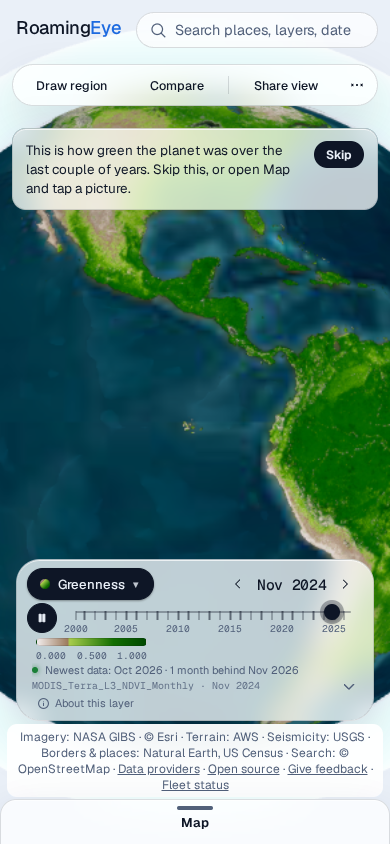 RoamingEye
Search places, layers, date
Draw region
Compare
Share view
···
This is how green the planet was over the
last couple of years. Skip this, or open Map
and tap a picture.
Skip
Greenness ▾
‹ Nov 2024 ›
2000 2005 2010 2015 2020 2025
0.000 0.500 1.000
Newest data: Oct 2026 · 1 month behind Nov 2026
MODIS_Terra_L3_NDVI_Monthly · Nov 2024
About this layer
Imagery: NASA GIBS · © Esri · Terrain: AWS · Seismicity: USGS ·
Borders & places: Natural Earth, US Census · Search: ©
OpenStreetMap · Data providers · Open source · Give feedback ·
Fleet status
Map